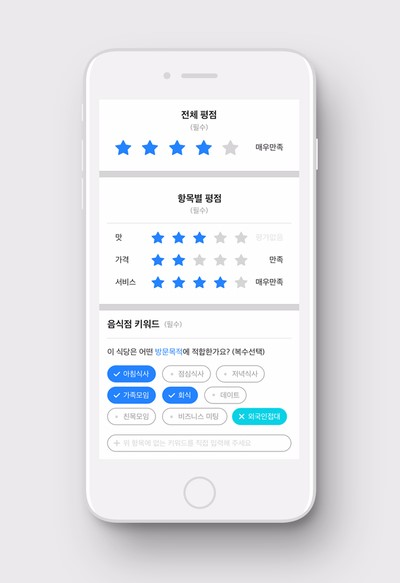 전체 평점
(필수)
매우만족
항목별 평점
(필수)
맛 평가없음
가격 만족
서비스 매우만족
음식점 키워드 (필수)
이 식당은 어떤 방문목적에 적합한가요? (복수선택)
아침식사 점심식사 저녁식사
가족모임 회식 데이트
친목모임 비즈니스 미팅 외국인접대
위 항목에 없는 키워드를 직접 입력해 주세요